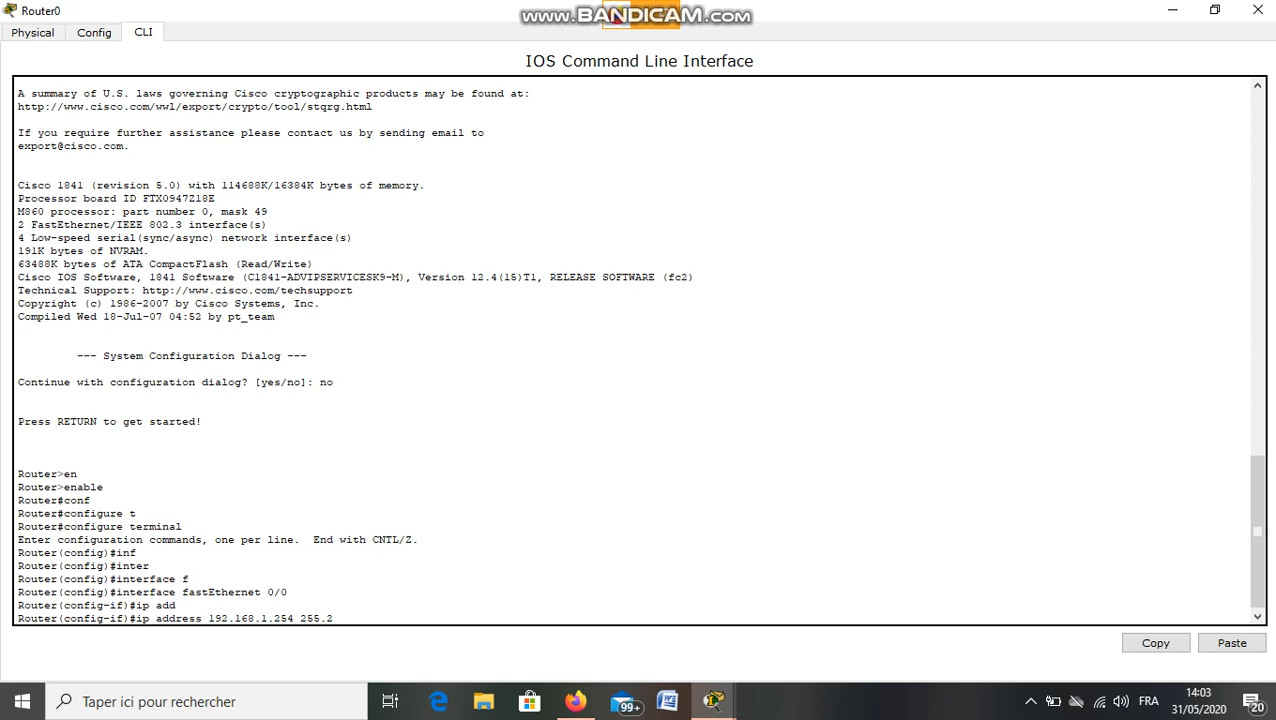 Router0
www.BANDICAM.com
Physical
Config
CLI
IOS Command Line Interface
A summary of U.S. laws governing Cisco cryptographic products may be found at:
http://www.cisco.com/wwl/export/crypto/tool/stqrg.html
If you require further assistance please contact us by sending email to
export@cisco.com.
Cisco 1841 (revision 5.0) with 114688K/16384K bytes of memory.
Processor board ID FTX0947Z18E
M860 processor: part number 0, mask 49
2 FastEthernet/IEEE 802.3 interface(s)
4 Low-speed serial(sync/async) network interface(s)
191K bytes of NVRAM.
63488K bytes of ATA CompactFlash (Read/Write)
Cisco IOS Software, 1841 Software (C1841-ADVIPSERVICESK9-M), Version 12.4(15)T1, RELEASE SOFTWARE (fc2)
Technical Support: http://www.cisco.com/techsupport
Copyright (c) 1986-2007 by Cisco Systems, Inc.
Compiled Wed 18-Jul-07 04:52 by pt_team
--- System Configuration Dialog ---
Continue with configuration dialog? [yes/no]: no
Press RETURN to get started!
Router>en
Router>enable
Router#conf
Router#configure t
Router#configure terminal
Enter configuration commands, one per line.  End with CNTL/Z.
Router(config)#inf
Router(config)#inter
Router(config)#interface f
Router(config)#interface fastEthernet 0/0
Router(config-if)#ip add
Router(config-if)#ip address 192.168.1.254 255.2
Copy
Paste
Taper ici pour rechercher
99+
FRA
14:03
31/05/2020
20